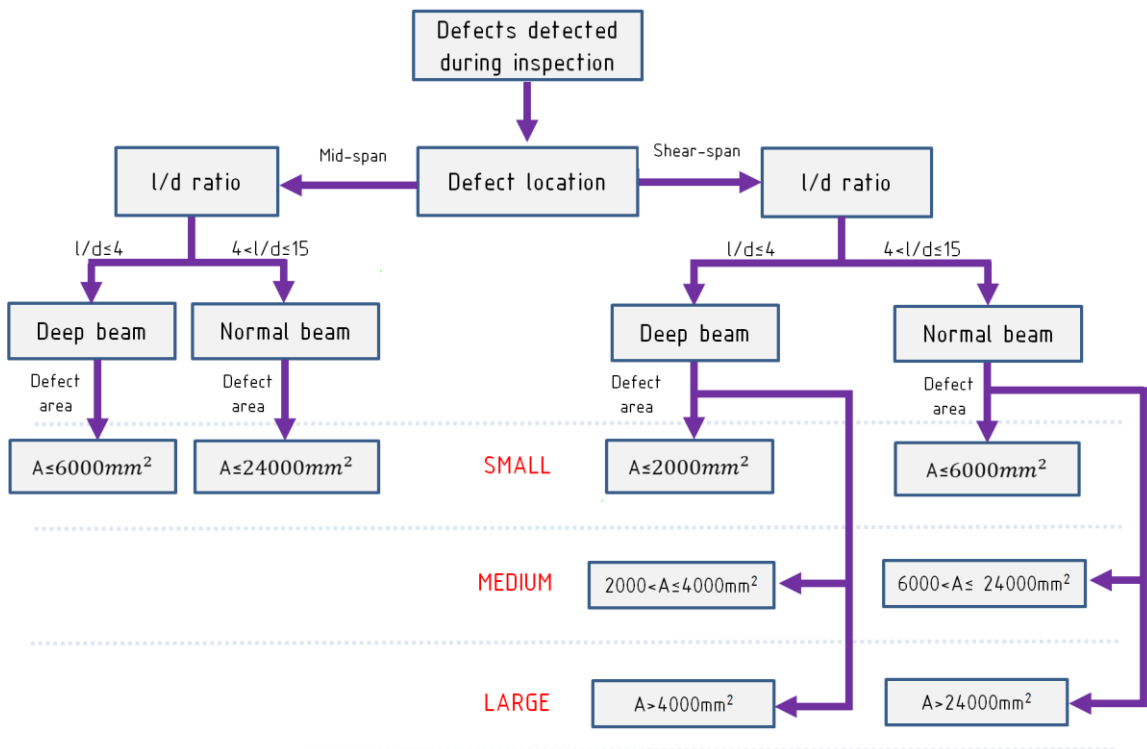 Defects detected
during inspection
Mid-span
Shear-span
l/d ratio
Defect location
l/d ratio
l/d≤4
4<l/d≤15
l/d≤4
4<l/d≤15
Deep beam
Normal beam
Deep beam
Normal beam
Defect
area
Defect
area
Defect
area
Defect
area
A≤6000mm²
A≤24000mm²
SMALL
A≤2000mm²
A≤6000mm²
MEDIUM
2000<A≤4000mm²
6000<A≤ 24000mm²
LARGE
A>4000mm²
A>24000mm²